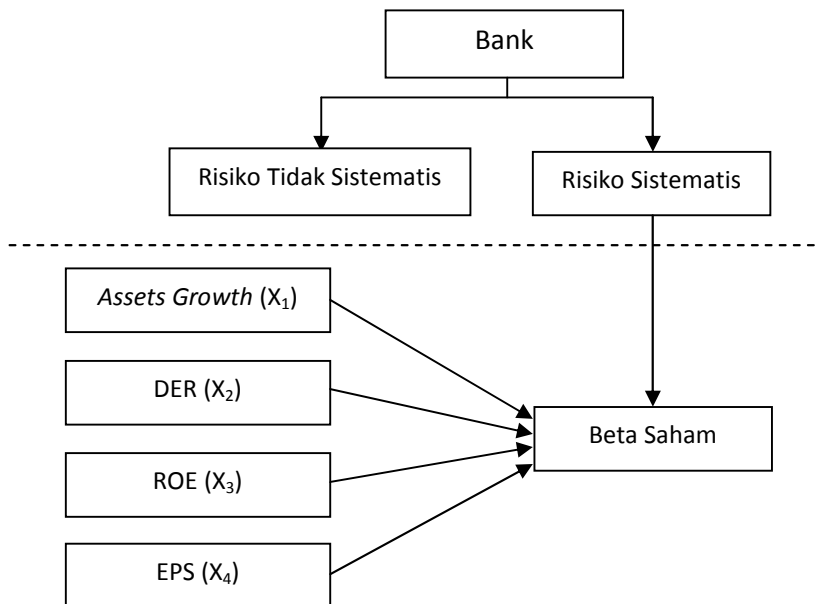 Bank
Risiko Tidak Sistematis
Risiko Sistematis
Assets Growth (X₁)
DER (X₂)
Beta Saham
ROE (X₃)
EPS (X₄)